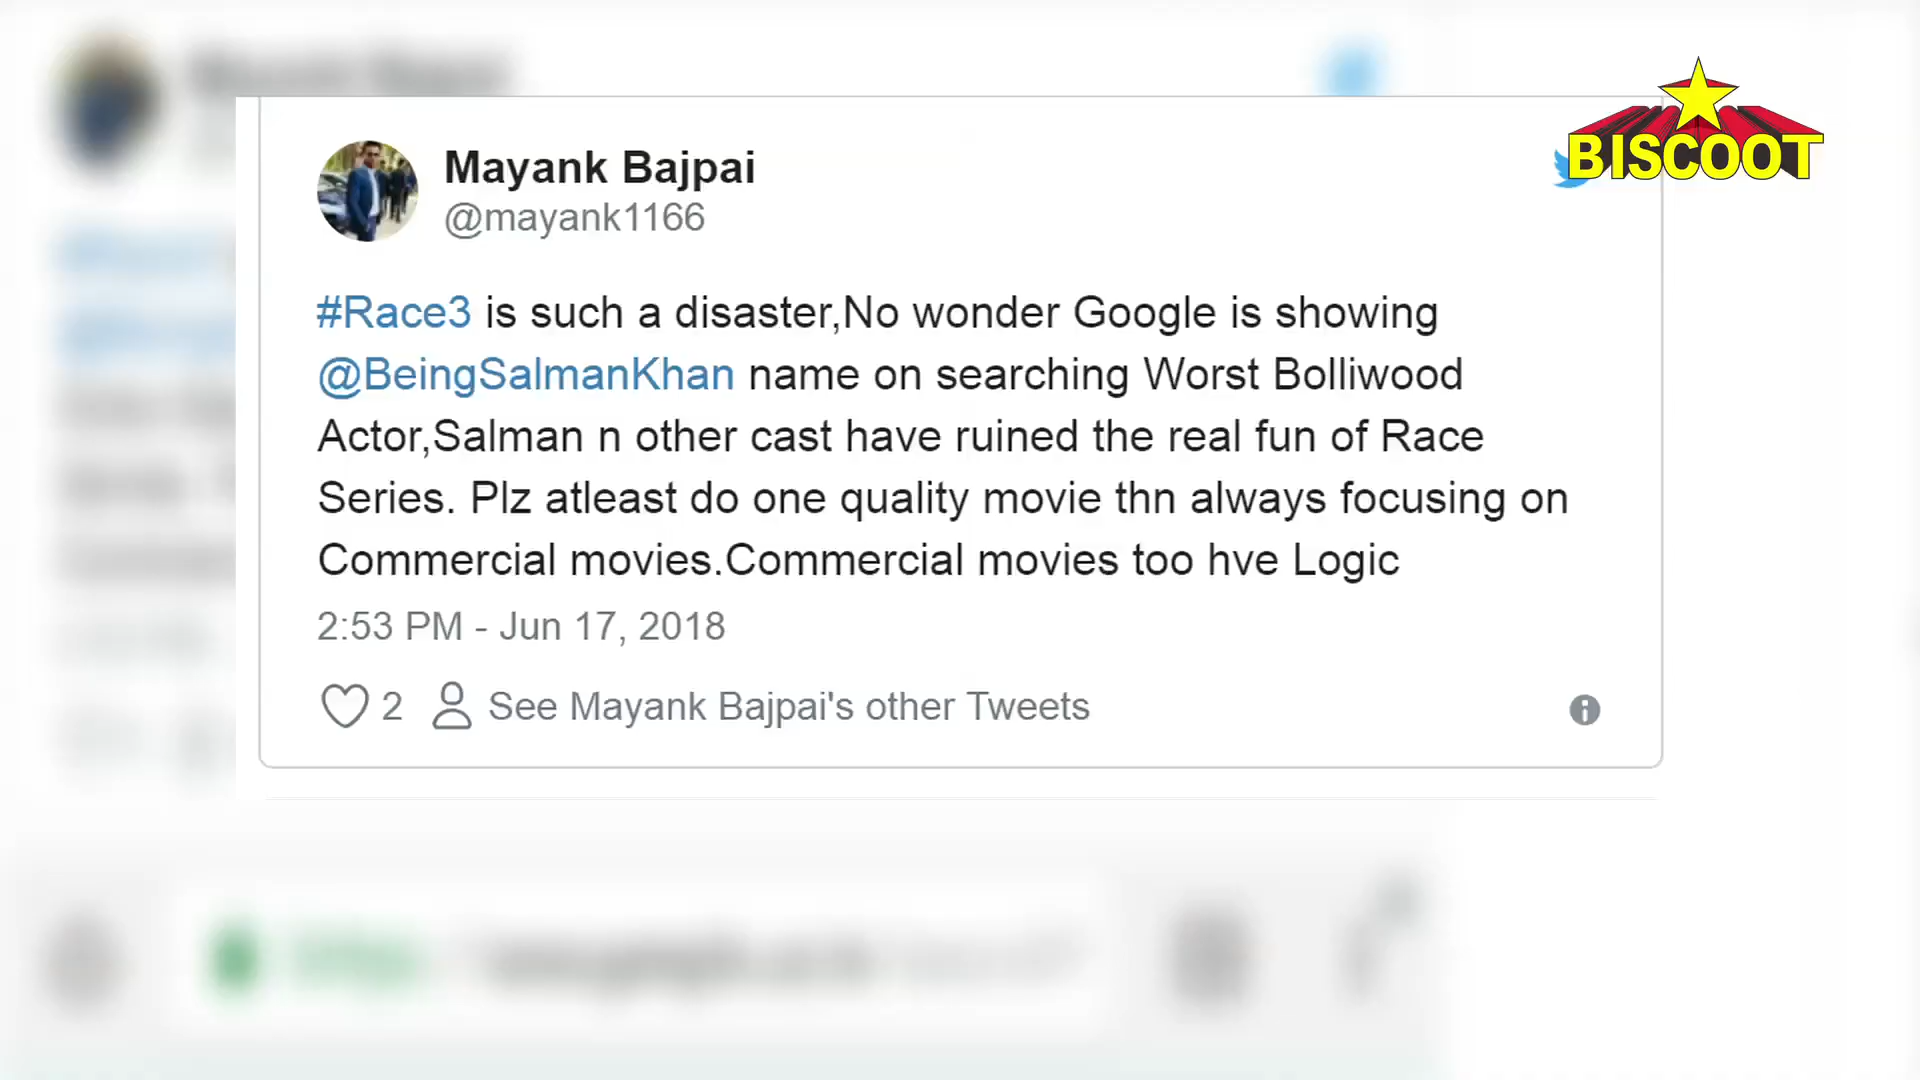 Mayank Bajpai
@mayank1166
BISCOOT
#Race3 is such a disaster,No wonder Google is showing
@BeingSalmanKhan name on searching Worst Bolliwood
Actor,Salman n other cast have ruined the real fun of Race
Series. Plz atleast do one quality movie thn always focusing on
Commercial movies.Commercial movies too hve Logic
2:53 PM - Jun 17, 2018
2 See Mayank Bajpai's other Tweets